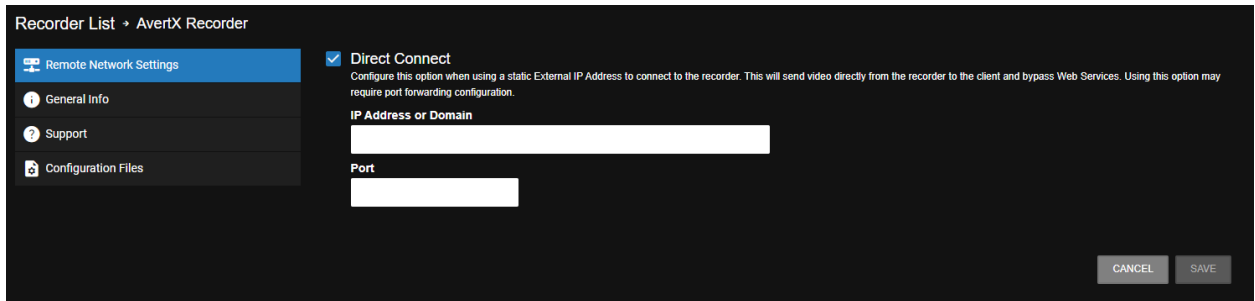 Recorder List → AvertX Recorder
Remote Network Settings
General Info
Support
Configuration Files
Direct Connect
Configure this option when using a static External IP Address to connect to the recorder. This will send video directly from the recorder to the client and bypass Web Services. Using this option may
require port forwarding configuration.
IP Address or Domain
Port
CANCEL SAVE